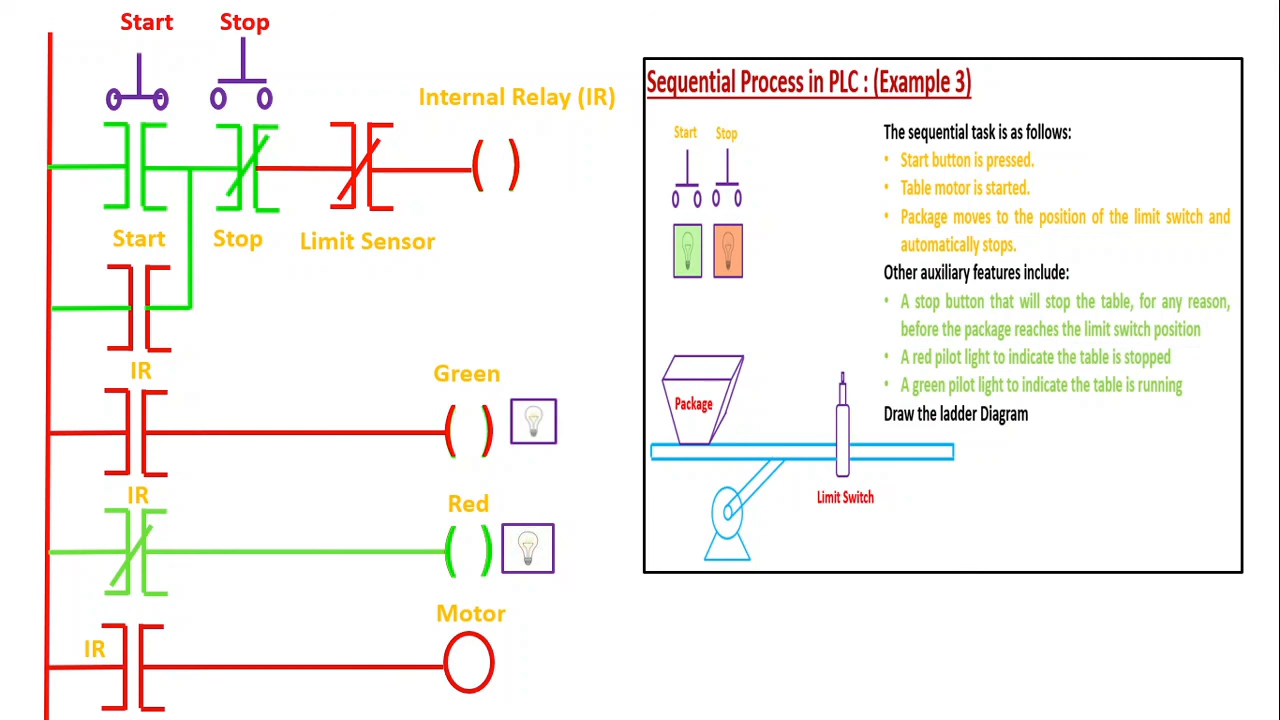 Start
Stop
Internal Relay (IR)
Start
Stop
Limit Sensor
IR
Green
IR
Red
Motor
IR
Sequential Process in PLC : (Example 3)
Start
Stop
The sequential task is as follows:
• Start button is pressed.
• Table motor is started.
• Package moves to the position of the limit switch and
automatically stops.
Other auxiliary features include:
• A stop button that will stop the table, for any reason,
before the package reaches the limit switch position
• A red pilot light to indicate the table is stopped
• A green pilot light to indicate the table is running
Draw the ladder Diagram
Package
Limit Switch